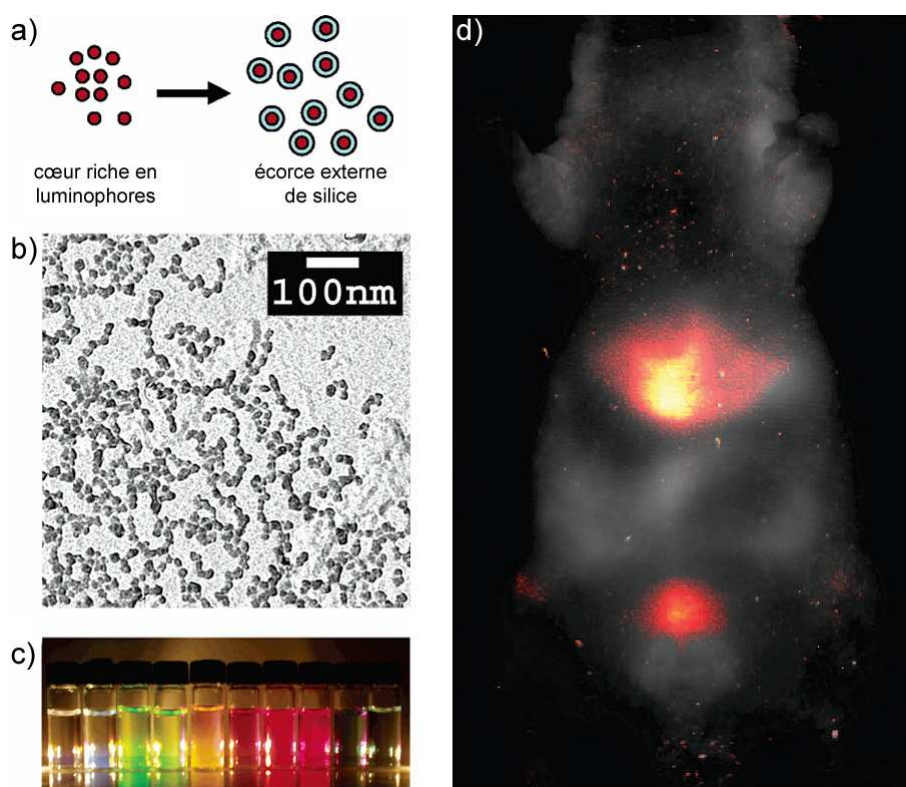 a)
cœur riche en
luminophores
écorce externe
de silice
b)
100nm
c)
d)